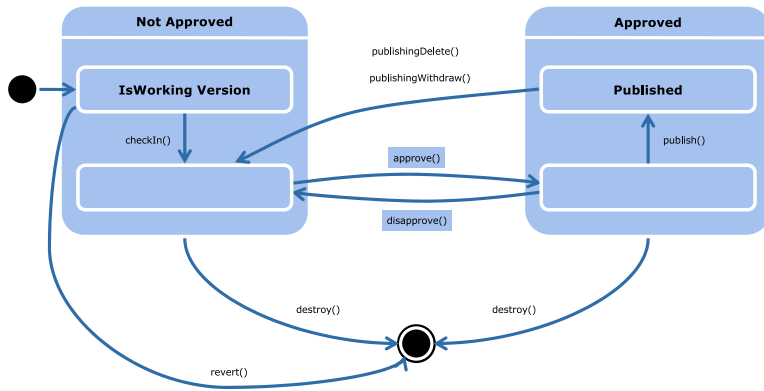 Not Approved
Approved
publishingDelete()
publishingWithdraw()
IsWorking Version
Published
checkIn()
publish()
approve()
disapprove()
destroy()
destroy()
revert()